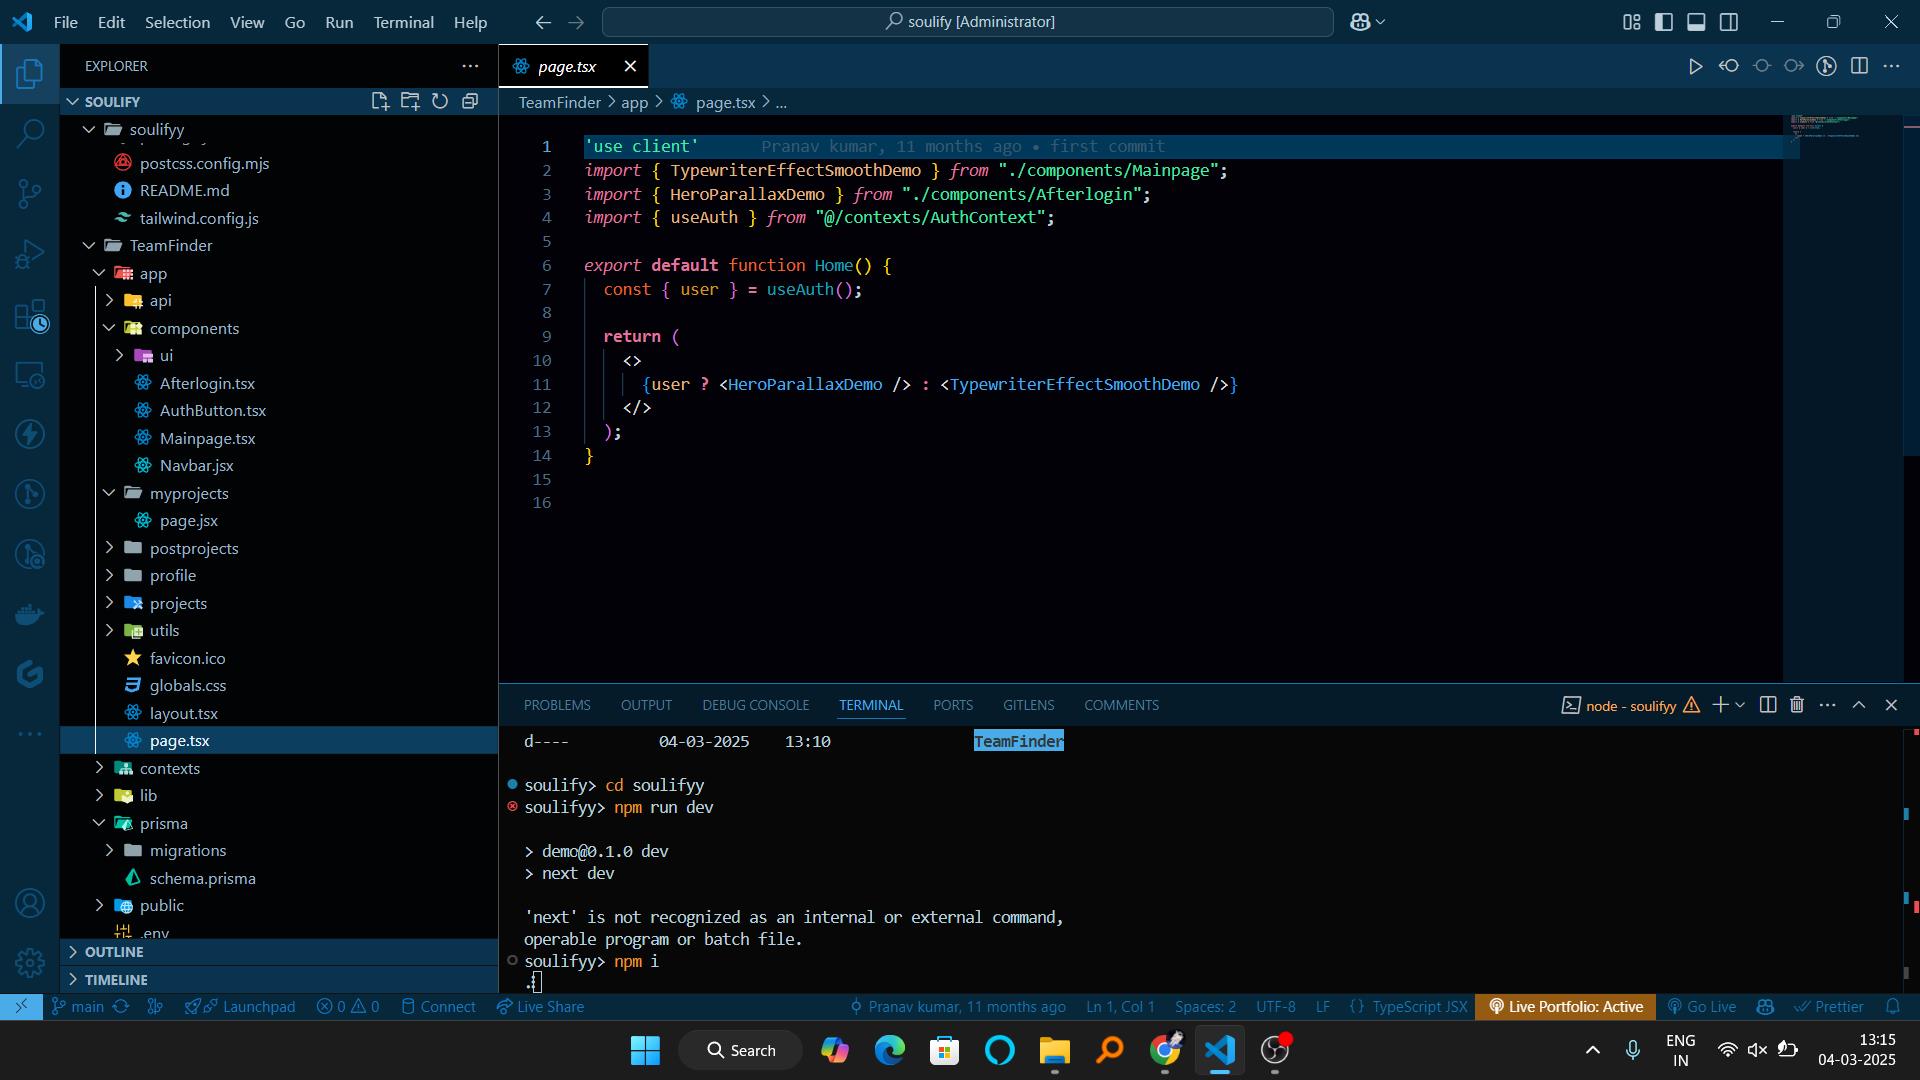 File Edit Selection View Go Run Terminal Help
soulify [Administrator]
EXPLORER
SOULIFY
soulifyy
postcss.config.mjs
README.md
tailwind.config.js
TeamFinder
app
api
components
ui
Afterlogin.tsx
AuthButton.tsx
Mainpage.tsx
Navbar.jsx
myprojects
page.jsx
postprojects
profile
projects
utils
favicon.ico
globals.css
layout.tsx
page.tsx
contexts
lib
prisma
migrations
schema.prisma
public
.env
OUTLINE
TIMELINE
page.tsx
TeamFinder > app > page.tsx > ...
1 'use client' Pranav kumar, 11 months ago • first commit
2 import { TypewriterEffectSmoothDemo } from "./components/Mainpage";
3 import { HeroParallaxDemo } from "./components/Afterlogin";
4 import { useAuth } from "@/contexts/AuthContext";
5
6 export default function Home() {
7 const { user } = useAuth();
8
9 return (
10 <>
11 {user ? <HeroParallaxDemo /> : <TypewriterEffectSmoothDemo />}
12 </>
13 );
14 }
15
16
PROBLEMS OUTPUT DEBUG CONSOLE TERMINAL PORTS GITLENS COMMENTS
node - soulifyy
d---- 04-03-2025 13:10 TeamFinder
soulify> cd soulifyy
soulifyy> npm run dev
> demo@0.1.0 dev
> next dev
'next' is not recognized as an internal or external command,
operable program or batch file.
soulifyy> npm i
main Launchpad 0 0 Connect Live Share Pranav kumar, 11 months ago Ln 1, Col 1 Spaces: 2 UTF-8 LF {} TypeScript JSX Live Portfolio: Active Go Live Prettier
Search
ENG
IN
13:15
04-03-2025